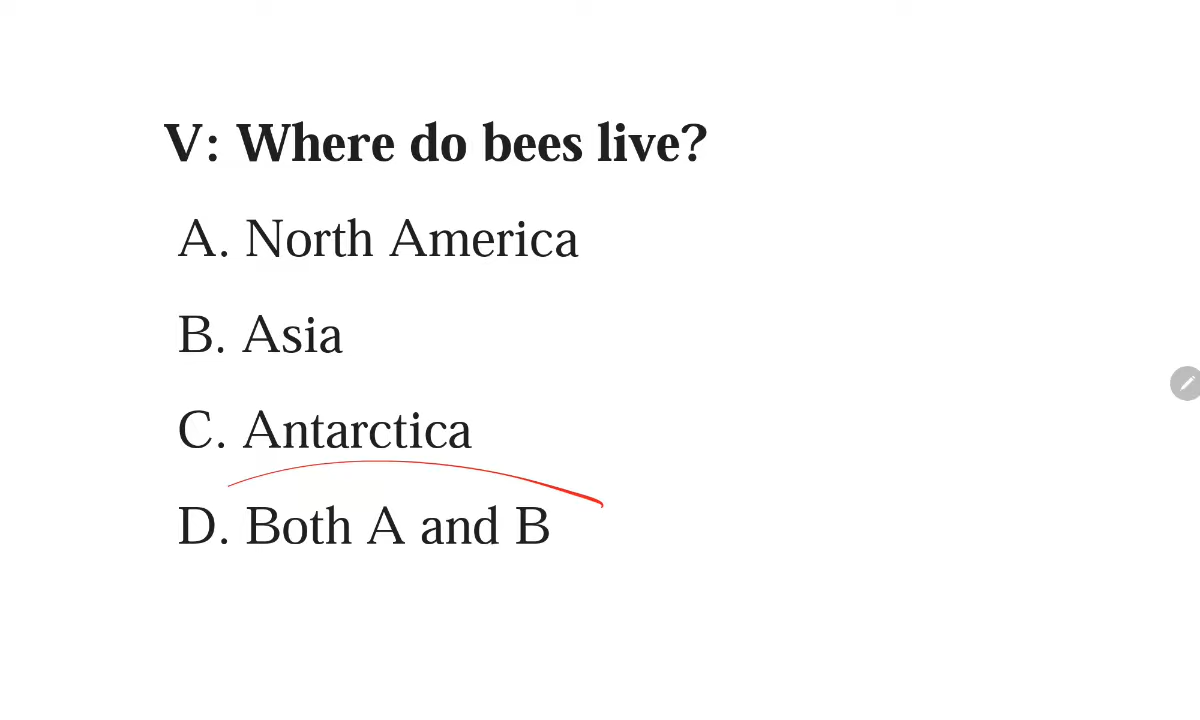 V: Where do bees live?
A. North America
B. Asia
C. Antarctica
D. Both A and B